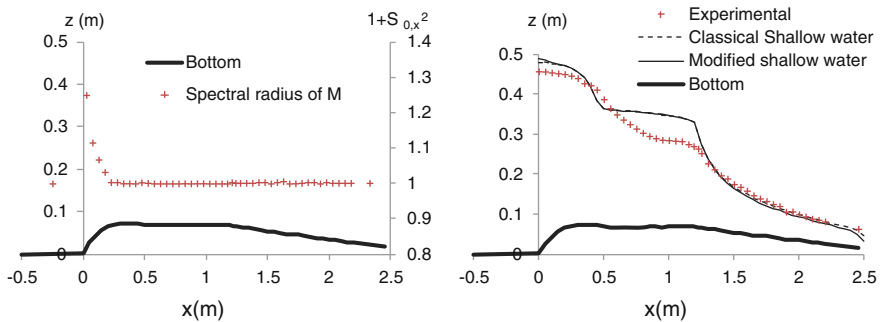 z (m)
1+S 0,x ²
0.5
0.4
0.3
0.2
0.1
0
1.4
1.3
1.2
1.1
1
0.9
0.8
Bottom
Spectral radius of M
-0.5 0 0.5 1 1.5 2 2.5
x(m)
z (m)
Experimental
Classical Shallow water
Modified shallow water
Bottom
0.5
0.4
0.3
0.2
0.1
0
-0.5 0 0.5 1 1.5 2 2.5
x(m)